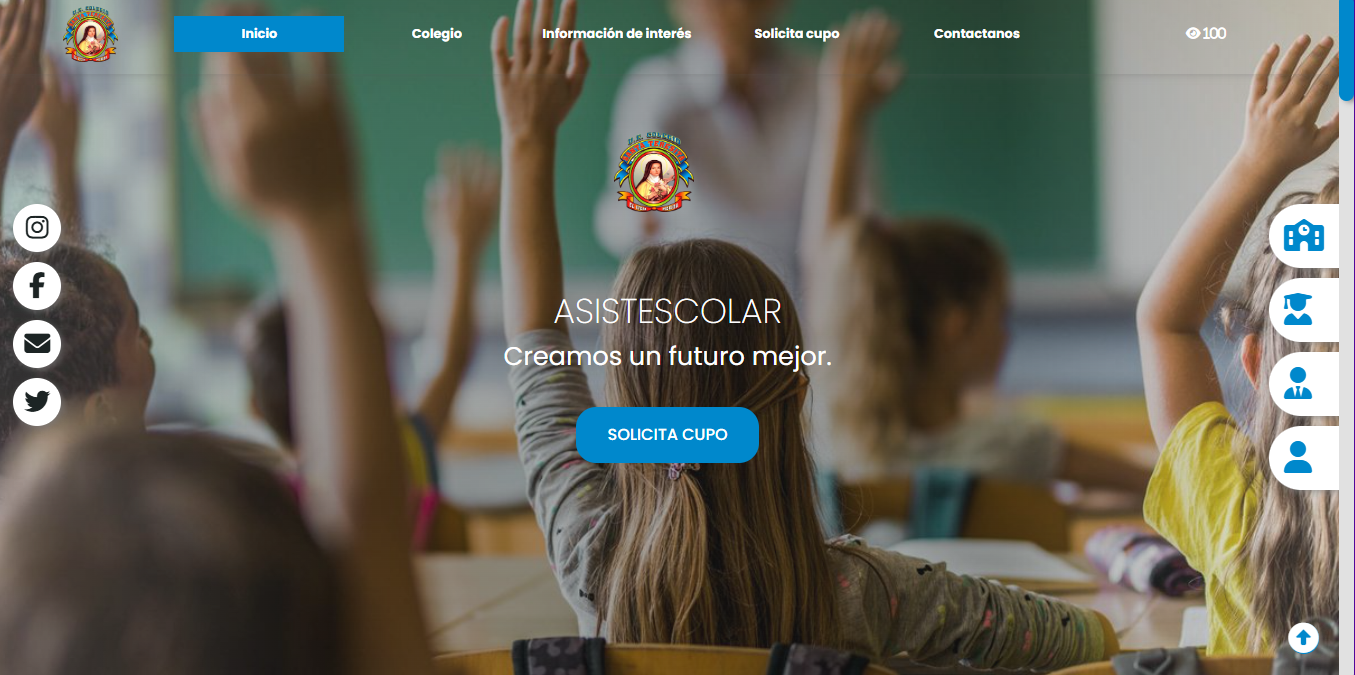 Inicio
Colegio
Información de interés
Solicita cupo
Contactanos
100
ASISTESCOLAR
Creamos un futuro mejor.
SOLICITA CUPO